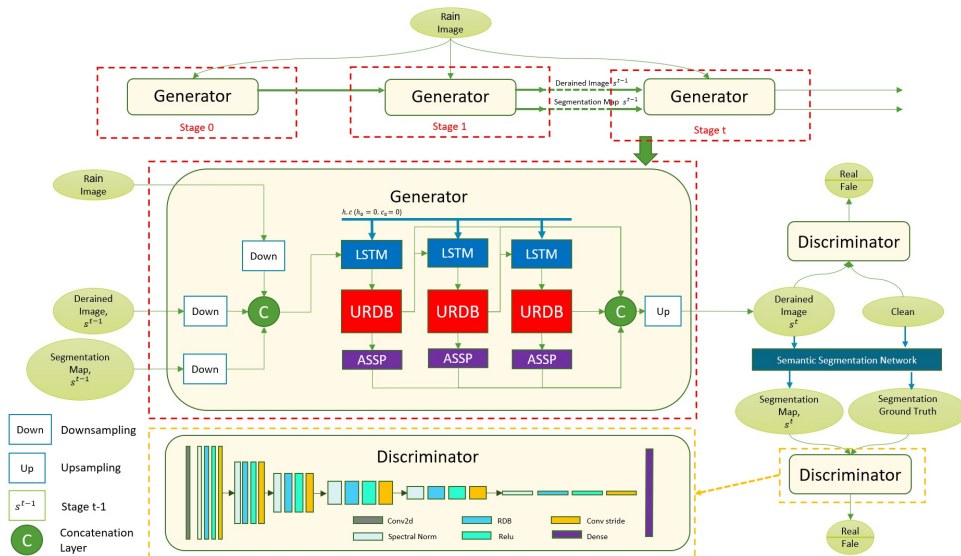 Rain
Image
Generator
Stage 0
Generator
Stage 1
Derained Image s^{t-1}
Segmentation Map s^{t-1}
Generator
Stage t
Rain
Image
Derained
Image,
s^{t-1}
Segmentation
Map,
s^{t-1}
Generator
h,c (h₀ = 0, c₀ = 0)
Down
Down
Down
C
LSTM
LSTM
LSTM
URDB
URDB
URDB
ASSP
ASSP
ASSP
C
Up
Real
Fale
Discriminator
Derained
Image
s^t
Clean
Semantic Segmentation Network
Segmentation
Map,
s^t
Segmentation
Ground Truth
Discriminator
Real
Fale
Down
Downsampling
Up
Upsampling
s^{t-1}
Stage t-1
C
Concatenation
Layer
Discriminator
Conv2d
RDB
Conv stride
Spectral Norm
Relu
Dense